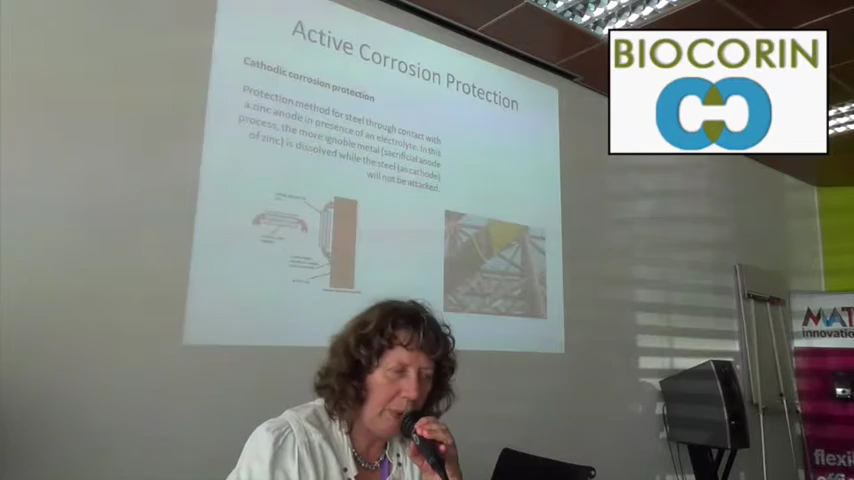 Active Corrosion Protection
BIOCORIN
Cathodic corrosion protection
Protection method for steel through contact with
a zinc anode in presence of an electrolyte. In this
process, the more ignoble metal (sacrificial anode
of zinc) is dissolved while the steel (as cathode)
will not be attacked.
innovation